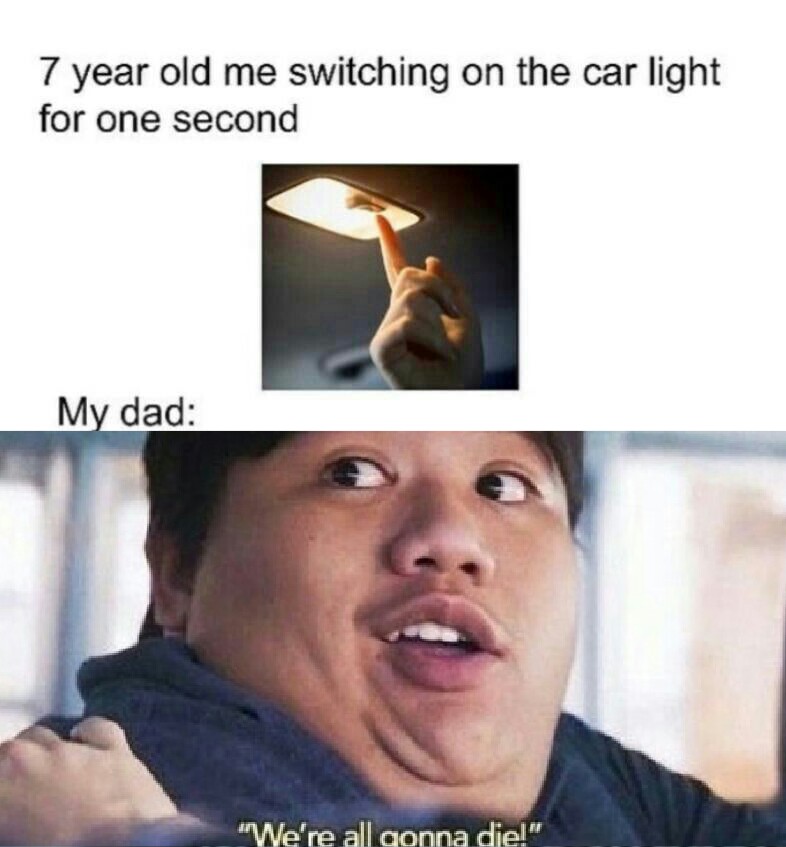 7 year old me switching on the car light
for one second
My dad:
"We're all gonna die!"